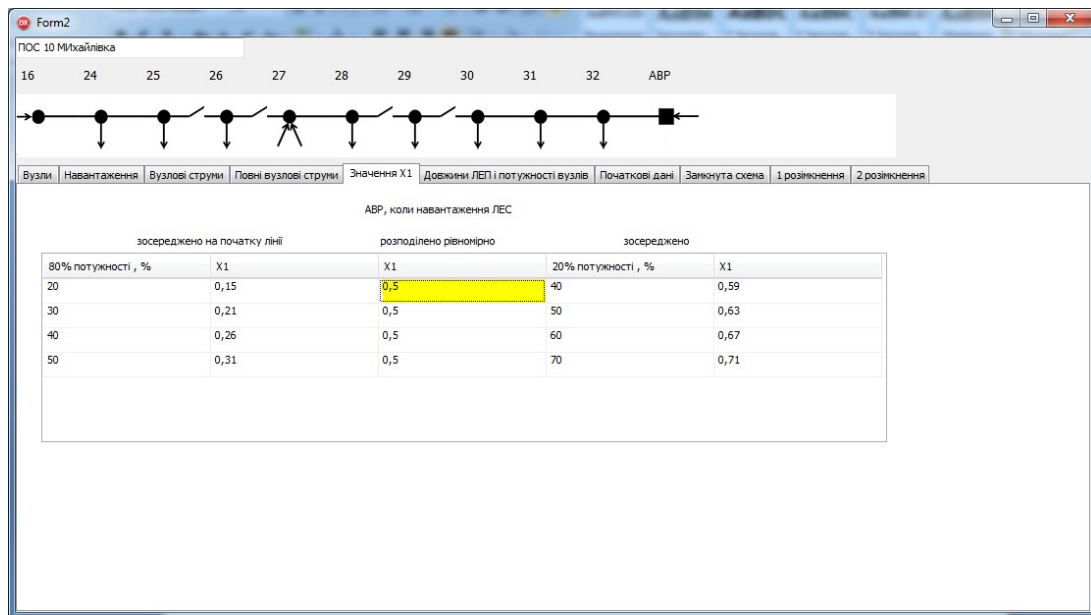 Form2
ПОС 10 МИхайлівка
16 24 25 26 27 28 29 30 31 32 АВР
Вузли Навантаження Вузлові струми Повні вузлові струми Значення X1 Довжини ЛЕП і потужності вузлів Початкові дані Замкнута схема 1 розімкнення 2 розімкнення
АВР, коли навантаження ЛЕС
зосереджено на початку лінії розподілено рівномірно зосереджено
80% потужності , % X1 X1 20% потужності , % X1
20 0,15 0,5 40 0,59
30 0,21 0,5 50 0,63
40 0,26 0,5 60 0,67
50 0,31 0,5 70 0,71